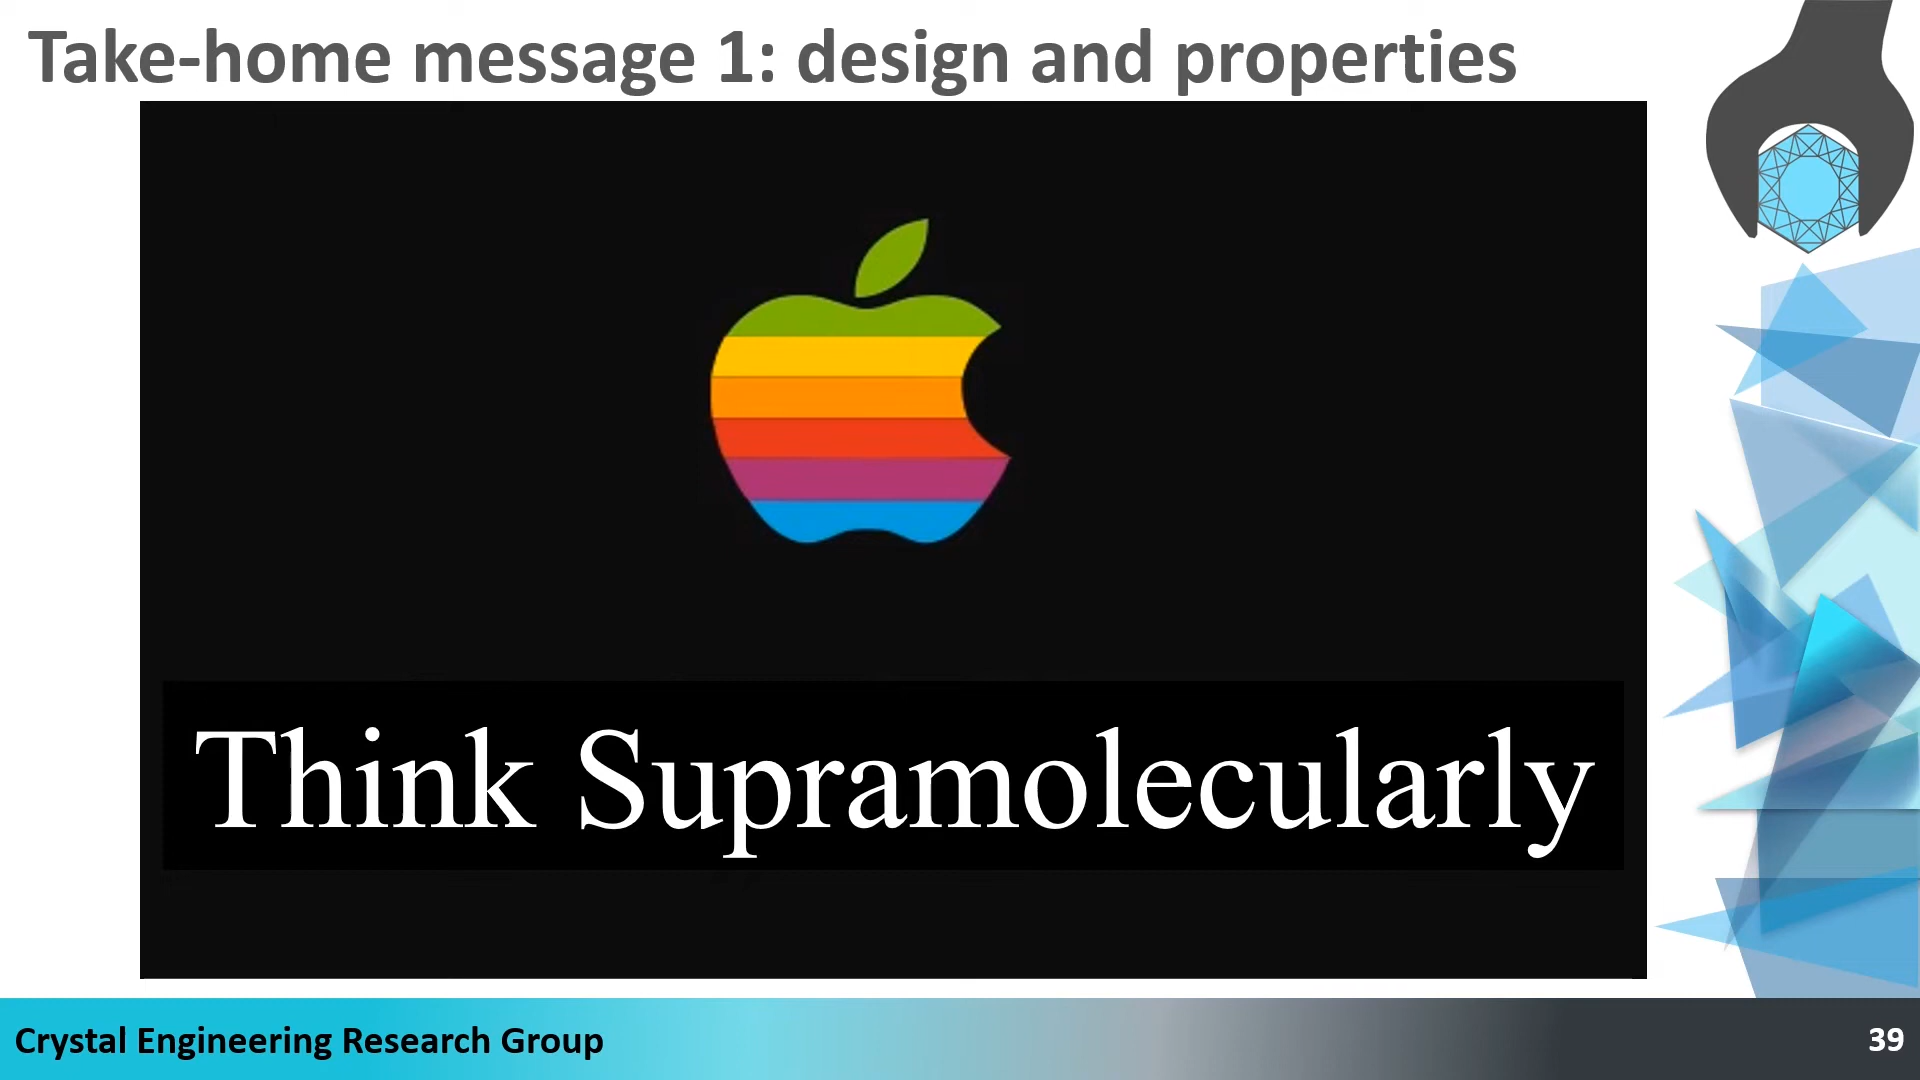 Take-home message 1: design and properties
Think Supramolecularly
Crystal Engineering Research Group
39